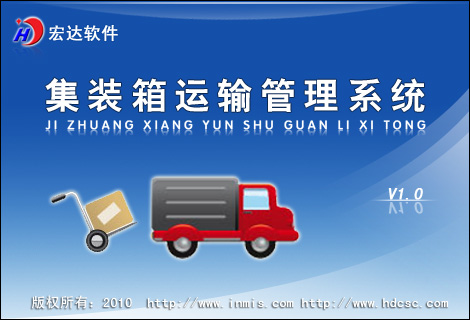 宏达软件
集装箱运输管理系统
JI ZHUANG XIANG YUN SHU GUAN LI XI TONG
V1.0
版权所有：2010 http://www.inmis.com http://www.hdcsc.com